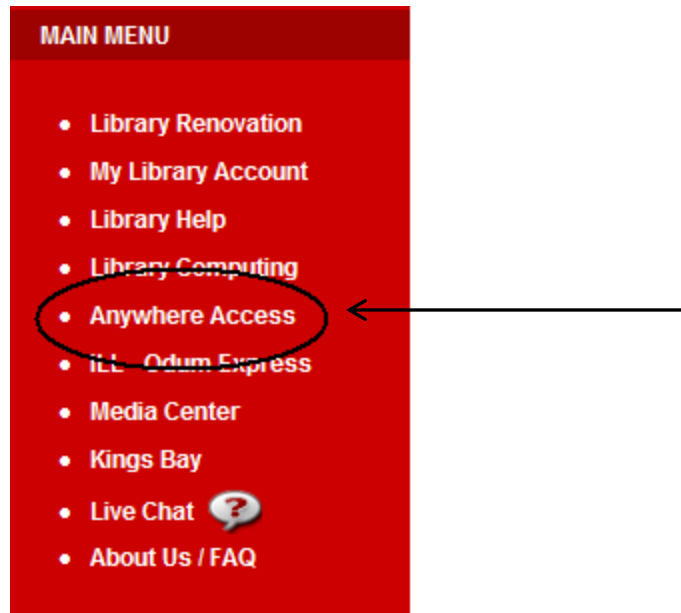 MAIN MENU
Library Renovation
My Library Account
Library Help
Library Computing
Anywhere Access
ILL - Odum Express
Media Center
Kings Bay
Live Chat ?
About Us / FAQ